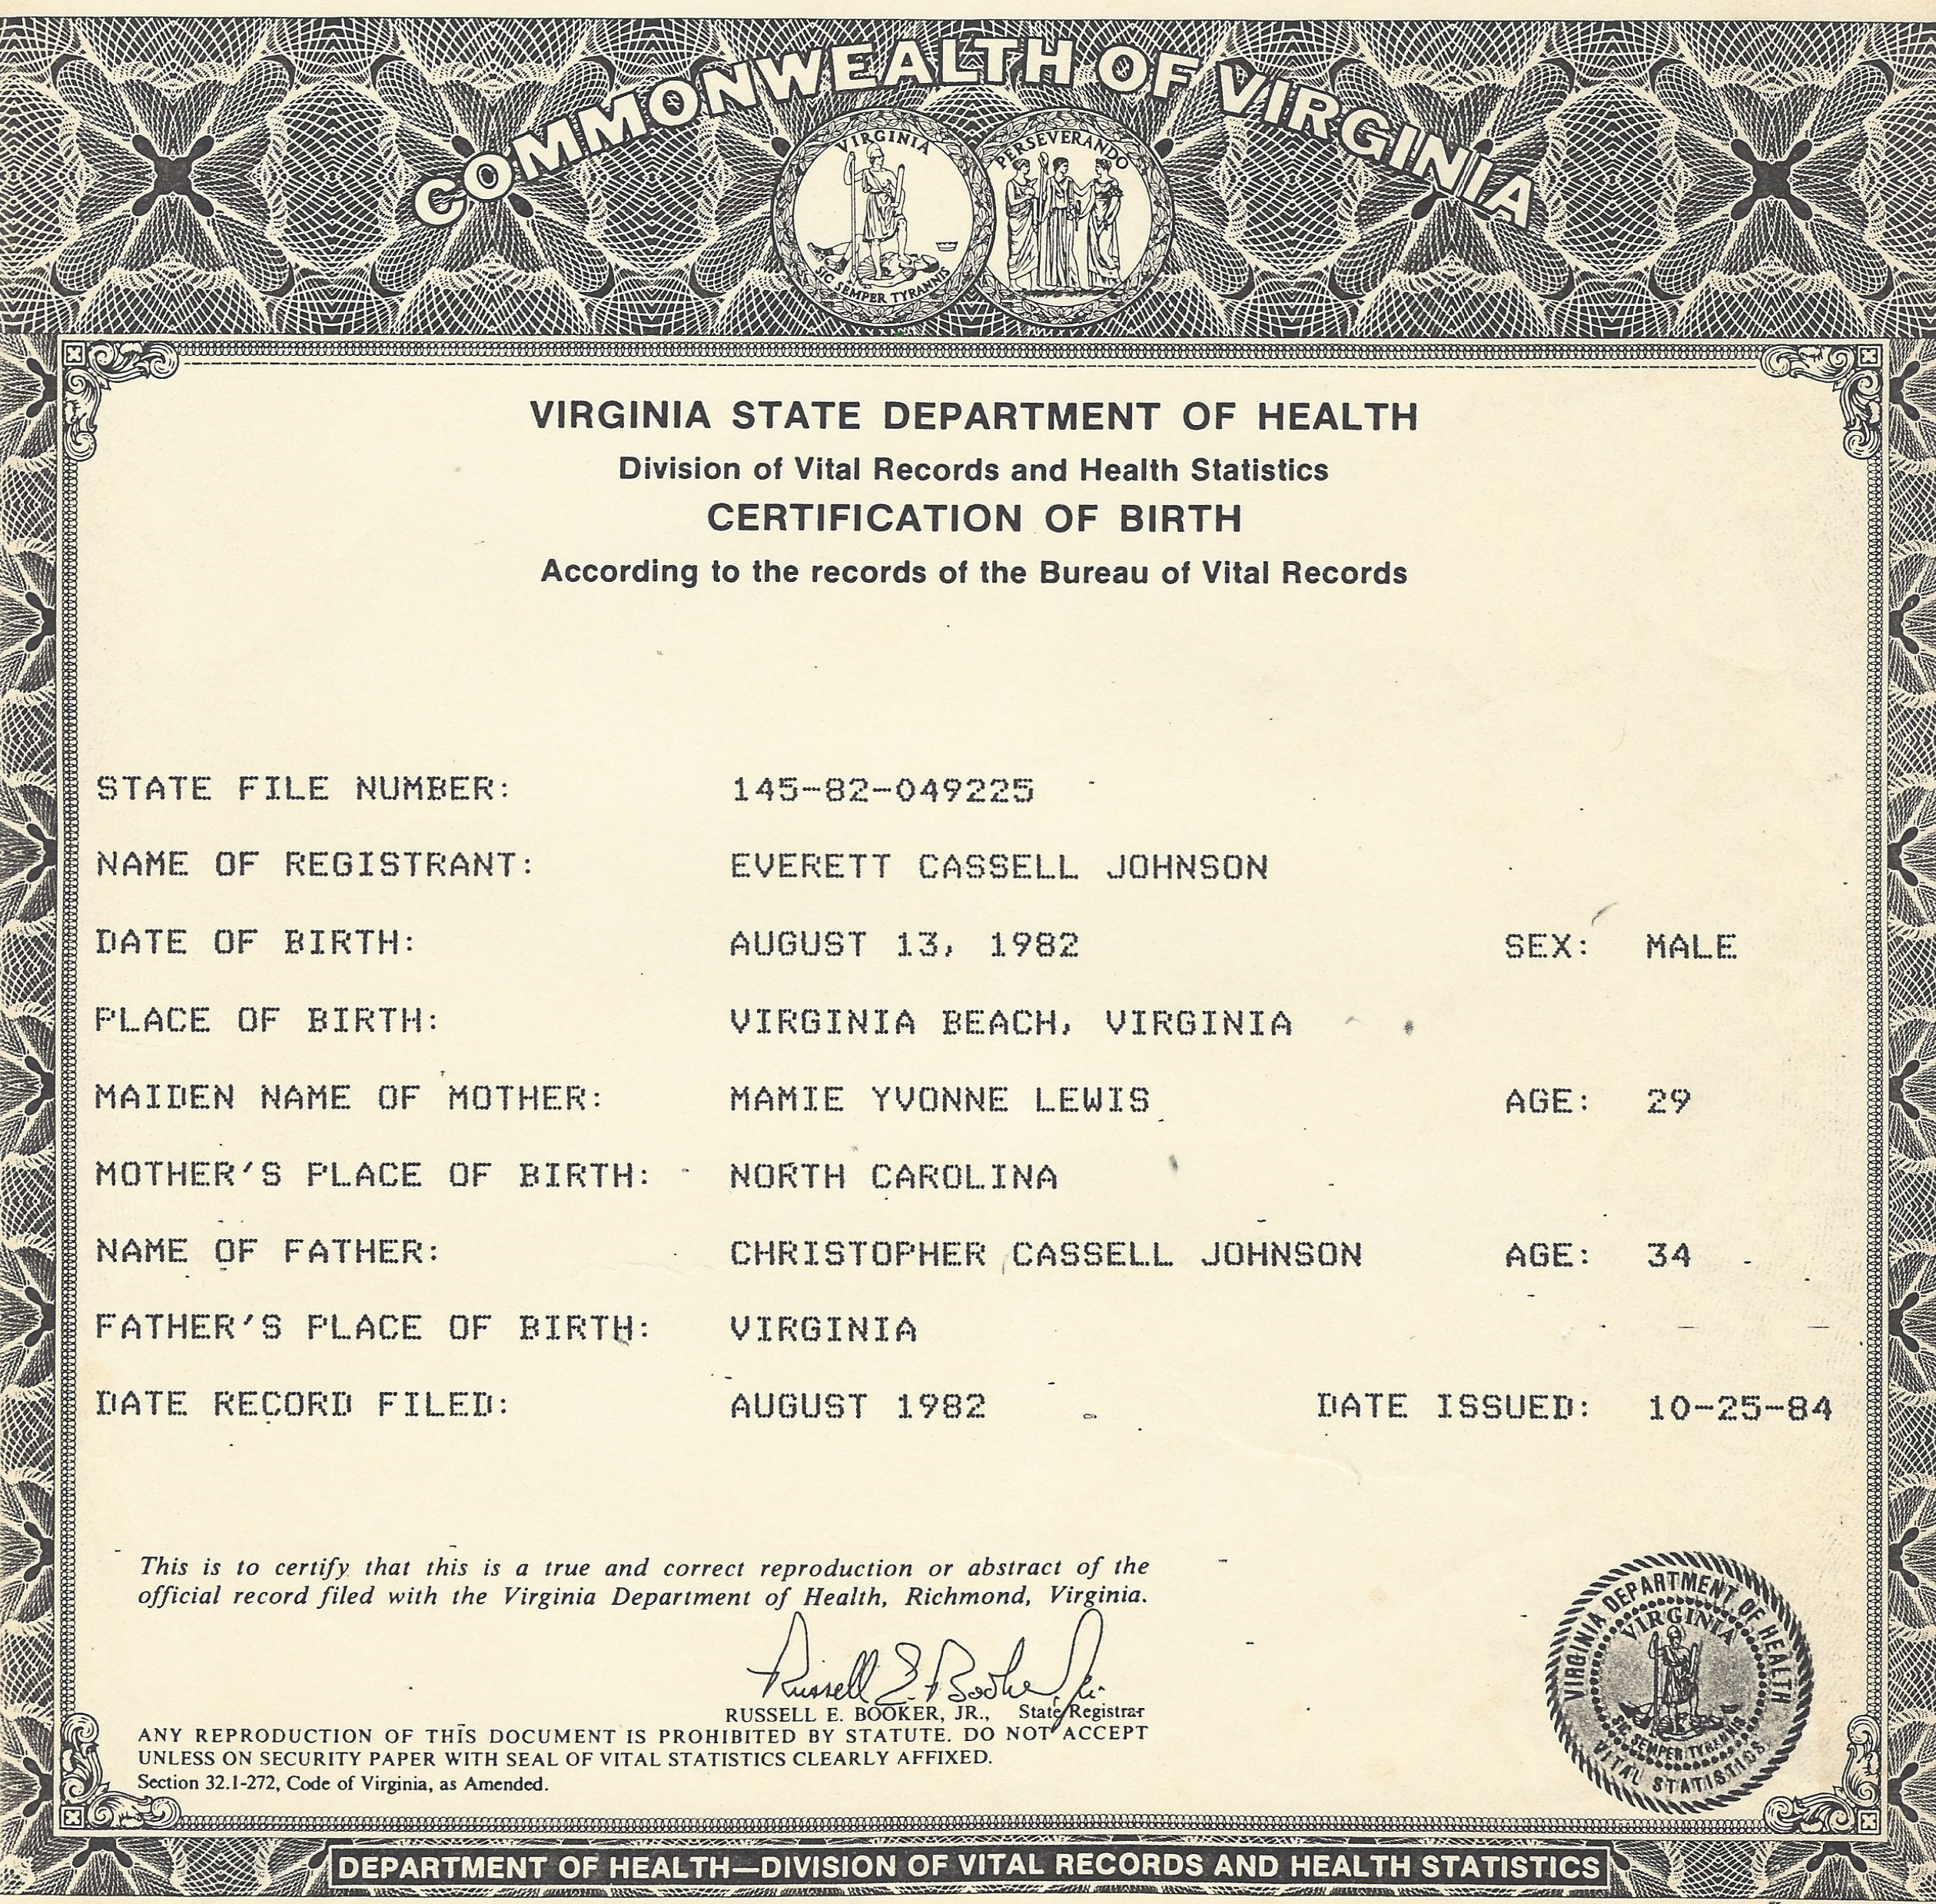 COMMONWEALTH OF VIRGINIA
VIRGINIA
SIC SEMPER TYRANNIS
PERSEVERANDO
VIRGINIA STATE DEPARTMENT OF HEALTH
Division of Vital Records and Health Statistics
CERTIFICATION OF BIRTH
According to the records of the Bureau of Vital Records
STATE FILE NUMBER: 145-82-049225
NAME OF REGISTRANT: EVERETT CASSELL JOHNSON
DATE OF BIRTH: AUGUST 13, 1982 SEX: MALE
PLACE OF BIRTH: VIRGINIA BEACH, VIRGINIA
MAIDEN NAME OF MOTHER: MAMIE YVONNE LEWIS AGE: 29
MOTHER'S PLACE OF BIRTH: NORTH CAROLINA
NAME OF FATHER: CHRISTOPHER CASSELL JOHNSON AGE: 34
FATHER'S PLACE OF BIRTH: VIRGINIA
DATE RECORD FILED: AUGUST 1982 DATE ISSUED: 10-25-84
This is to certify that this is a true and correct reproduction or abstract of the
official record filed with the Virginia Department of Health, Richmond, Virginia.
Russell E. Booker, Jr.
RUSSELL E. BOOKER, JR., State Registrar
ANY REPRODUCTION OF THIS DOCUMENT IS PROHIBITED BY STATUTE. DO NOT ACCEPT
UNLESS ON SECURITY PAPER WITH SEAL OF VITAL STATISTICS CLEARLY AFFIXED.
Section 32.1-272, Code of Virginia, as Amended.
VIRGINIA DEPARTMENT OF HEALTH
VIRGINIA
SIC SEMPER TYRANNIS
VITAL STATISTICS
DEPARTMENT OF HEALTH—DIVISION OF VITAL RECORDS AND HEALTH STATISTICS